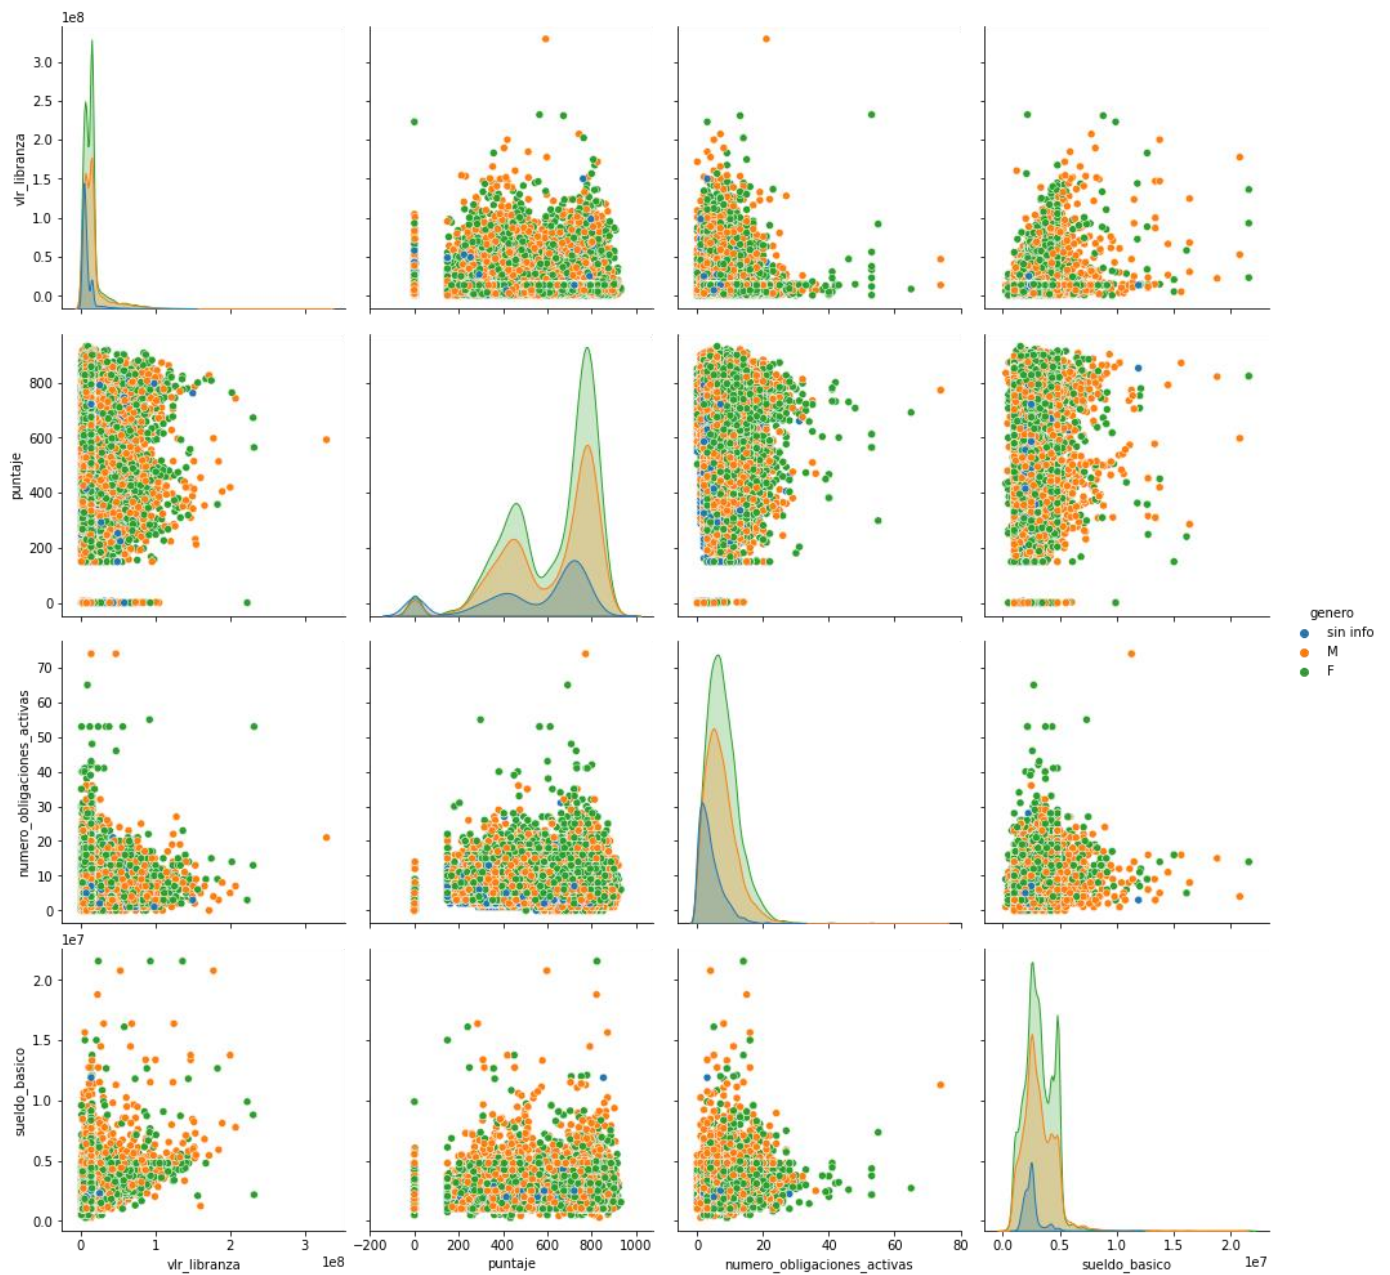 1e8
3.0
2.5
2.0
1.5
1.0
0.5
0.0
vlr_libranza
800
600
400
200
0
puntaje
genero
sin info
M
F
70
60
50
40
30
20
10
0
numero_obligaciones_activas
1e7
2.0
1.5
1.0
0.5
0.0
sueldo_basico
0 1 2 3
1e8
vlr_libranza
−200 0 200 400 600 800 1000
puntaje
0 20 40 60 80
numero_obligaciones_activas
0.0 0.5 1.0 1.5 2.0
1e7
sueldo_basico